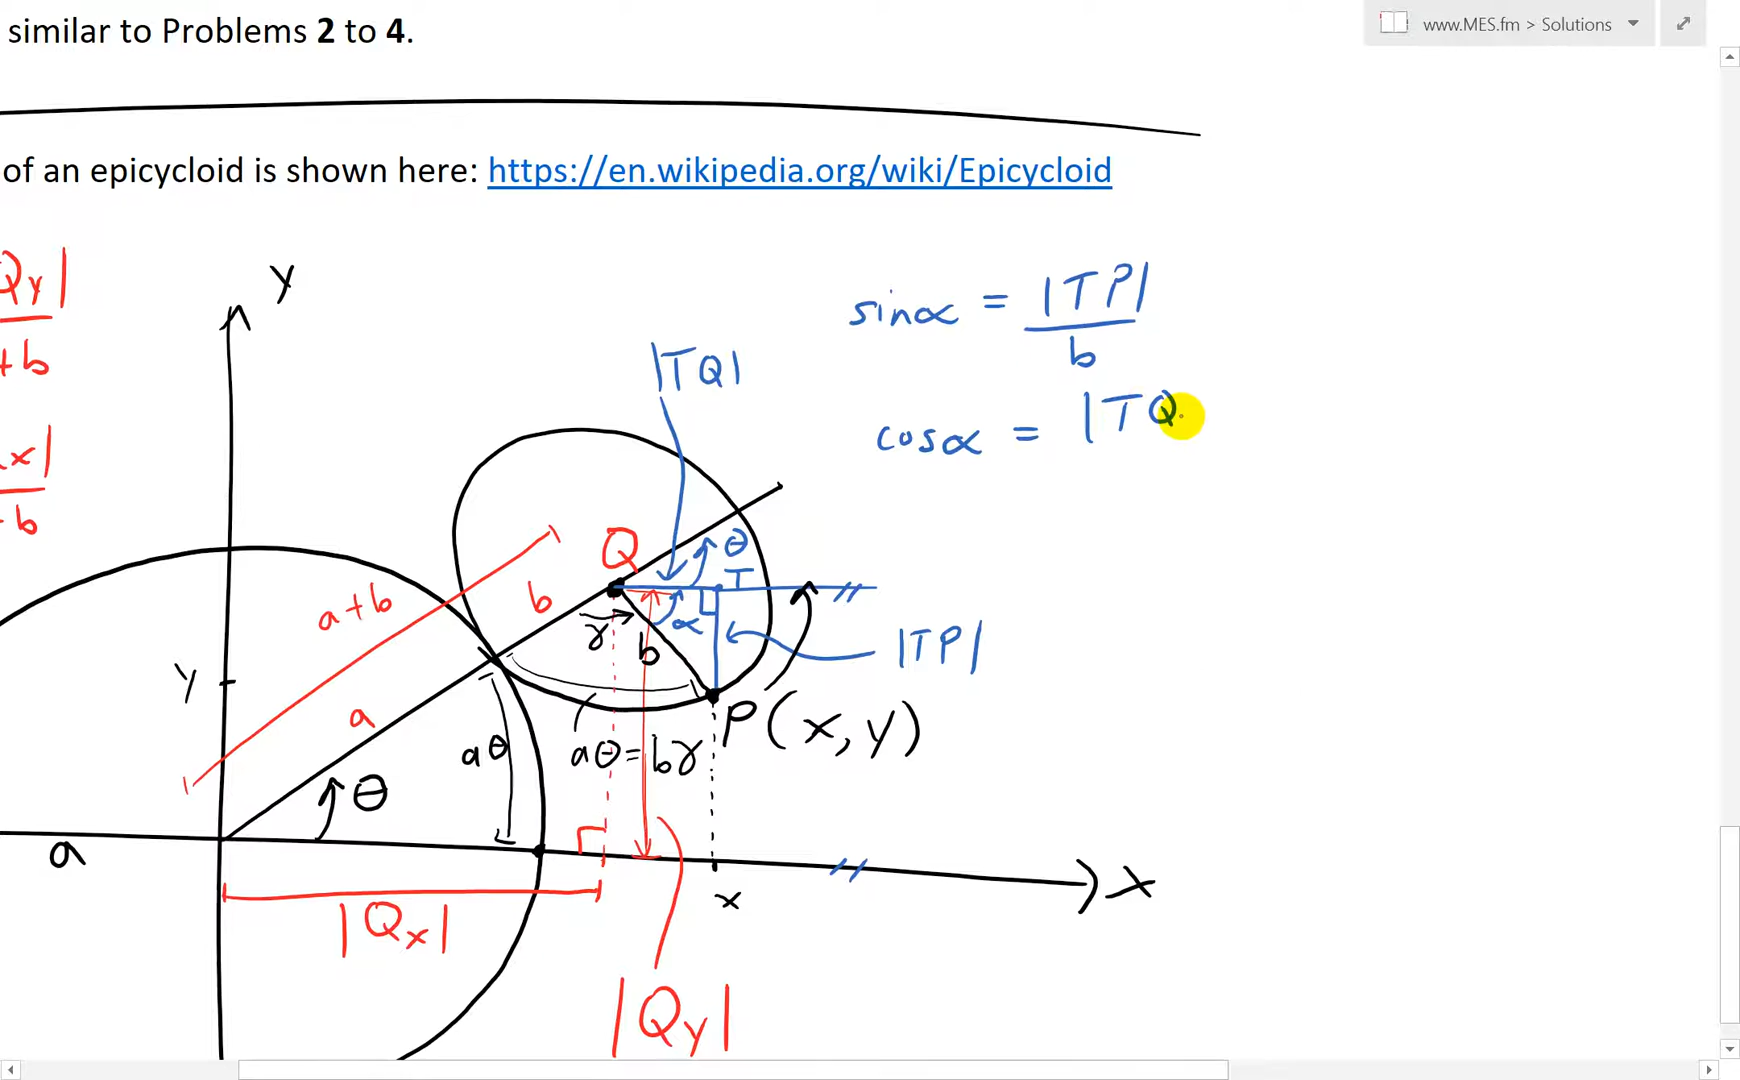 similar to Problems 2 to 4.
www.MES.fm > Solutions
of an epicycloid is shown here: https://en.wikipedia.org/wiki/Epicycloid
Qy|
+b
x|
b
y
sinα = |TP|
b
|TQ|
cosα = |TQ
Q
θ
T
a+b
b
γ
α
b
|TP|
y
a
P(x,y)
aθ
aθ=bγ
θ
a
x
x
|Qx|
|Qy|